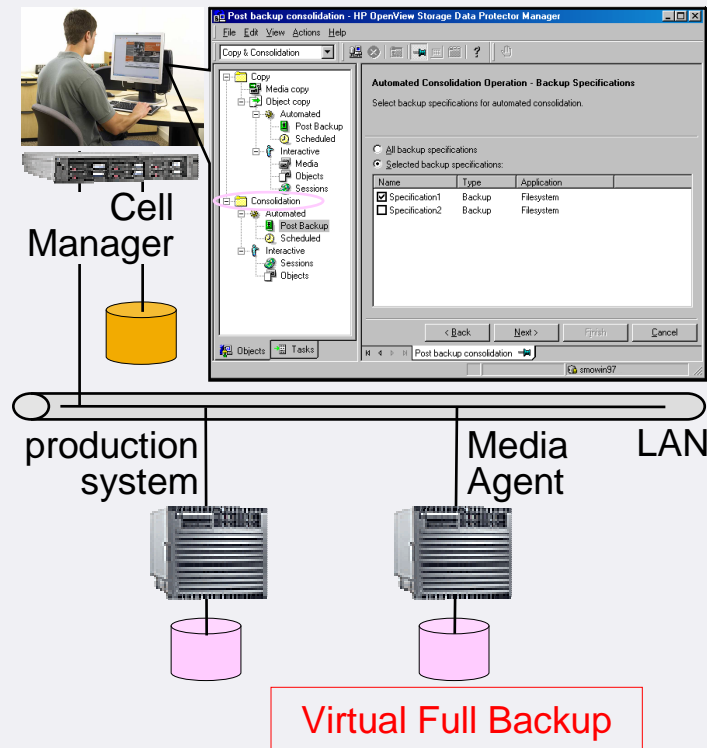 Post backup consolidation - HP OpenView Storage Data Protector Manager
File Edit View Actions Help
Copy & Consolidation
?
Copy
Media copy
Object copy
Automated
Post Backup
Scheduled
Interactive
Media
Objects
Sessions
Consolidation
Automated
Post Backup
Scheduled
Interactive
Sessions
Objects
Objects
Tasks
Automated Consolidation Operation - Backup Specifications
Select backup specifications for automated consolidation.
All backup specifications
Selected backup specifications:
Name Type Application
Specification1 Backup Filesystem
Specification2 Backup Filesystem
< Back Next > Finish Cancel
Post backup consolidation
smowin97
Cell
Manager
production
system
Media
Agent
LAN
Virtual Full Backup